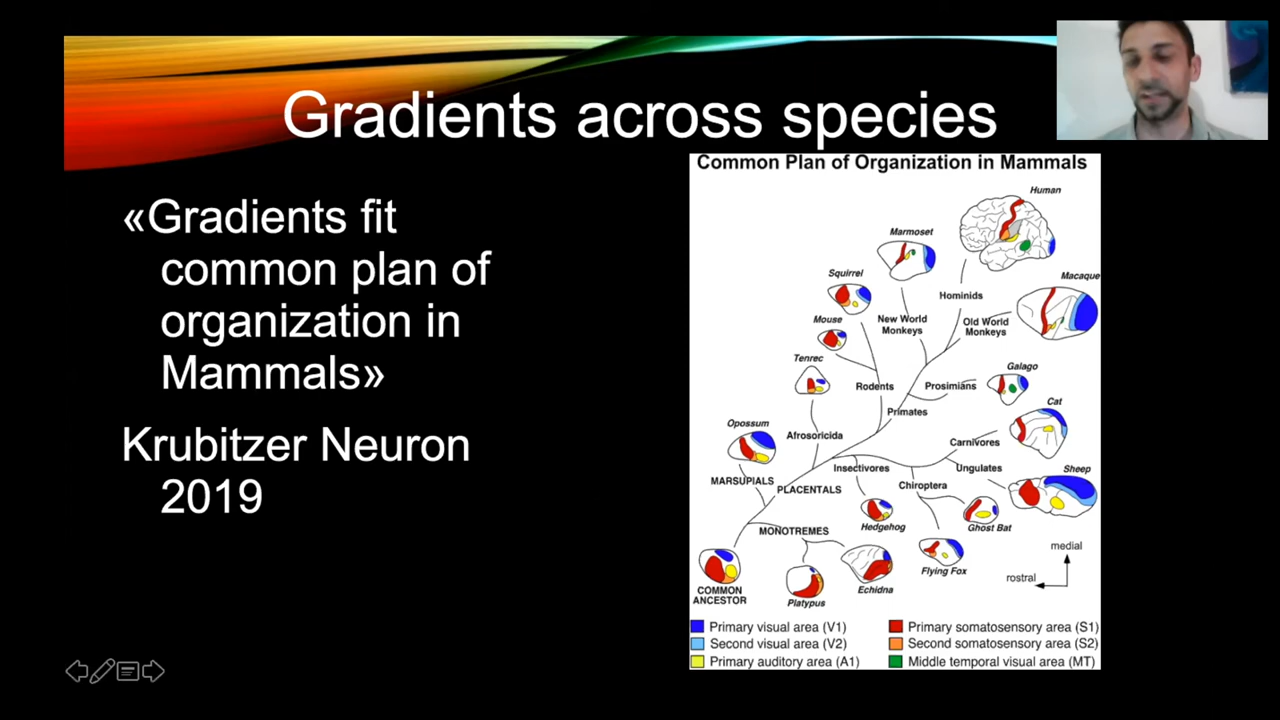 Gradients across species
«Gradients fit
common plan of
organization in
Mammals»
Krubitzer Neuron
2019
Common Plan of Organization in Mammals
Human
Marmoset
Macaque
Squirrel
Hominids
Mouse
New World
Monkeys
Old World
Monkeys
Tenrec
Galago
Rodents
Prosimians
Cat
Primates
Opossum
Afrosoricida
Carnivores
Insectivores
Ungulates
Sheep
MARSUPIALS
PLACENTALS
Chiroptera
Hedgehog
Ghost Bat
MONOTREMES
medial
Flying Fox
rostral
COMMON
ANCESTOR
Platypus
Echidna
Primary visual area (V1)
Second visual area (V2)
Primary auditory area (A1)
Primary somatosensory area (S1)
Second somatosensory area (S2)
Middle temporal visual area (MT)